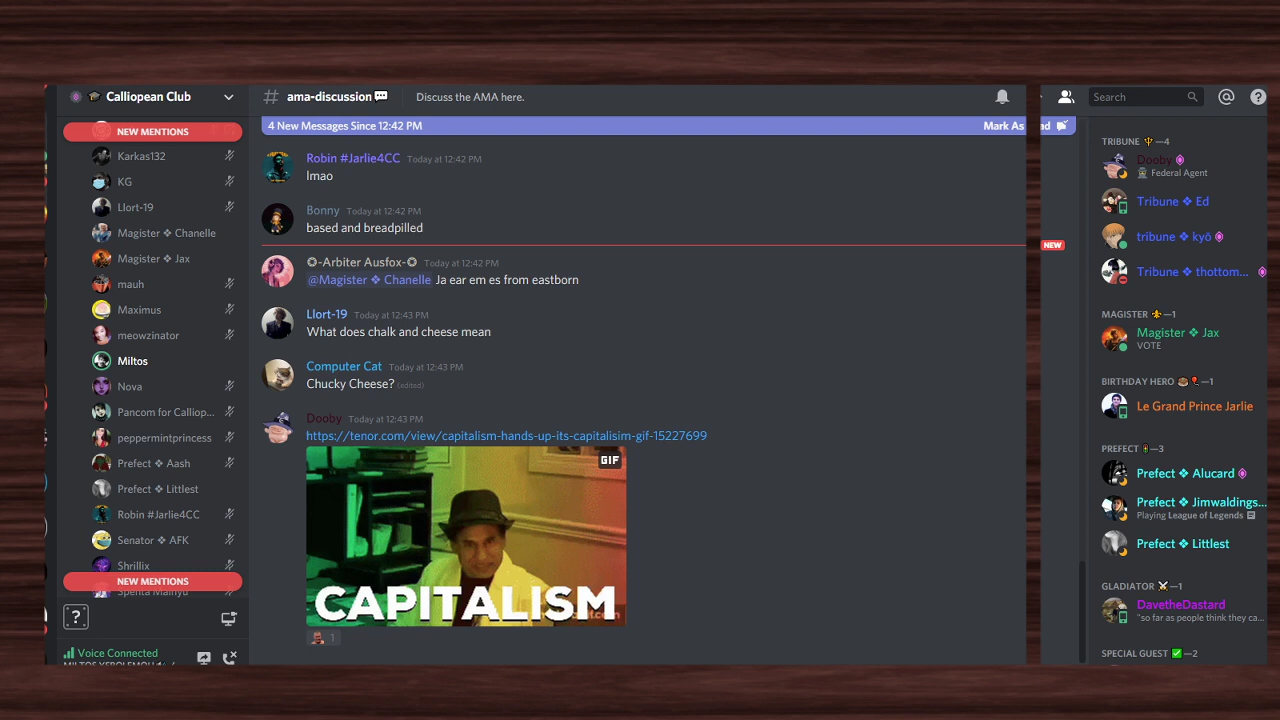 Calliopean Club
NEW MENTIONS
Karkas132
KG
Llort-19
Magister ❖ Chanelle
Magister ❖ Jax
mauh
Maximus
meowzinator
Miltos
Nova
Pancom for Calliop...
peppermintprincess
Prefect ❖ Aash
Prefect ❖ Littlest
Robin #Jarlie4CC
Senator ❖ AFK
Shrillix
NEW MENTIONS
Spenta Mainyu
?
Voice Connected
# ama-discussion💬
Discuss the AMA here.
4 New Messages Since 12:42 PM
Mark As
ad
Robin #Jarlie4CC Today at 12:42 PM
lmao
Bonny Today at 12:42 PM
based and breadpilled
NEW
✪-Arbiter Ausfox-✪ Today at 12:42 PM
@Magister ❖ Chanelle Ja ear em es from eastborn
Llort-19 Today at 12:43 PM
What does chalk and cheese mean
Computer Cat Today at 12:43 PM
Chucky Cheese? (edited)
Dooby Today at 12:43 PM
https://tenor.com/view/capitalism-hands-up-its-capitalisim-gif-15227699
GIF
CAPITALISM
1
Search
@
?
TRIBUNE 🔱—4
Dooby
Federal Agent
Tribune ❖ Ed
tribune ❖ kyō
Tribune ❖ thottom...
MAGISTER ⚜—1
Magister ❖ Jax
VOTE
BIRTHDAY HERO 🎂🎈—1
Le Grand Prince Jarlie
PREFECT —3
Prefect ❖ Alucard
Prefect ❖ Jimwaldings...
Playing League of Legends
Prefect ❖ Littlest
GLADIATOR ⚔—1
DavetheDastard
"so far as people think they ca...
SPECIAL GUEST ✅—2